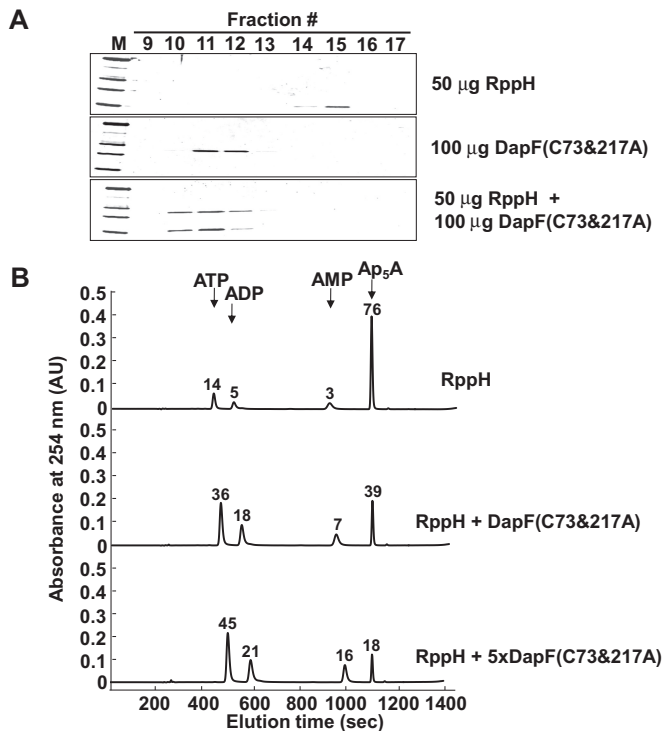 A
Fraction #
M 9 10 11 12 13 14 15 16 17
50 µg RppH
100 µg DapF(C73&217A)
50 µg RppH +
100 µg DapF(C73&217A)
B
ATP
ADP
AMP
Ap₅A
Absorbance at 254 nm (AU)
0.5
0.4
0.3
0.2
0.1
0
14
5
3
76
RppH
0.5
0.4
0.3
0.2
0.1
0
36
18
7
39
RppH + DapF(C73&217A)
0.5
0.4
0.3
0.2
0.1
0
45
21
16
18
RppH + 5xDapF(C73&217A)
200 400 600 800 1000 1200 1400
Elution time (sec)